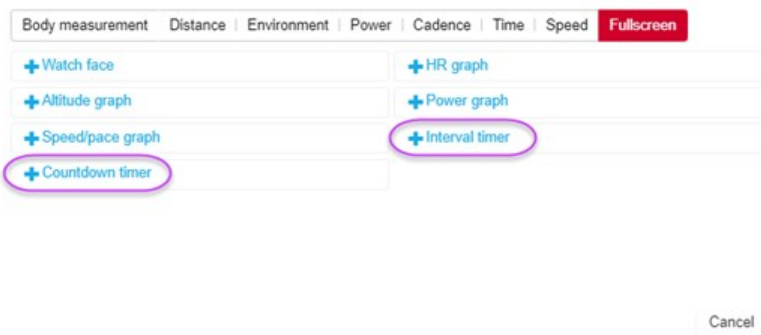 Body measurement Distance Environment Power Cadence Time Speed Fullscreen
Watch face HR graph
Altitude graph Power graph
Speed/pace graph Interval timer
Countdown timer
Cancel